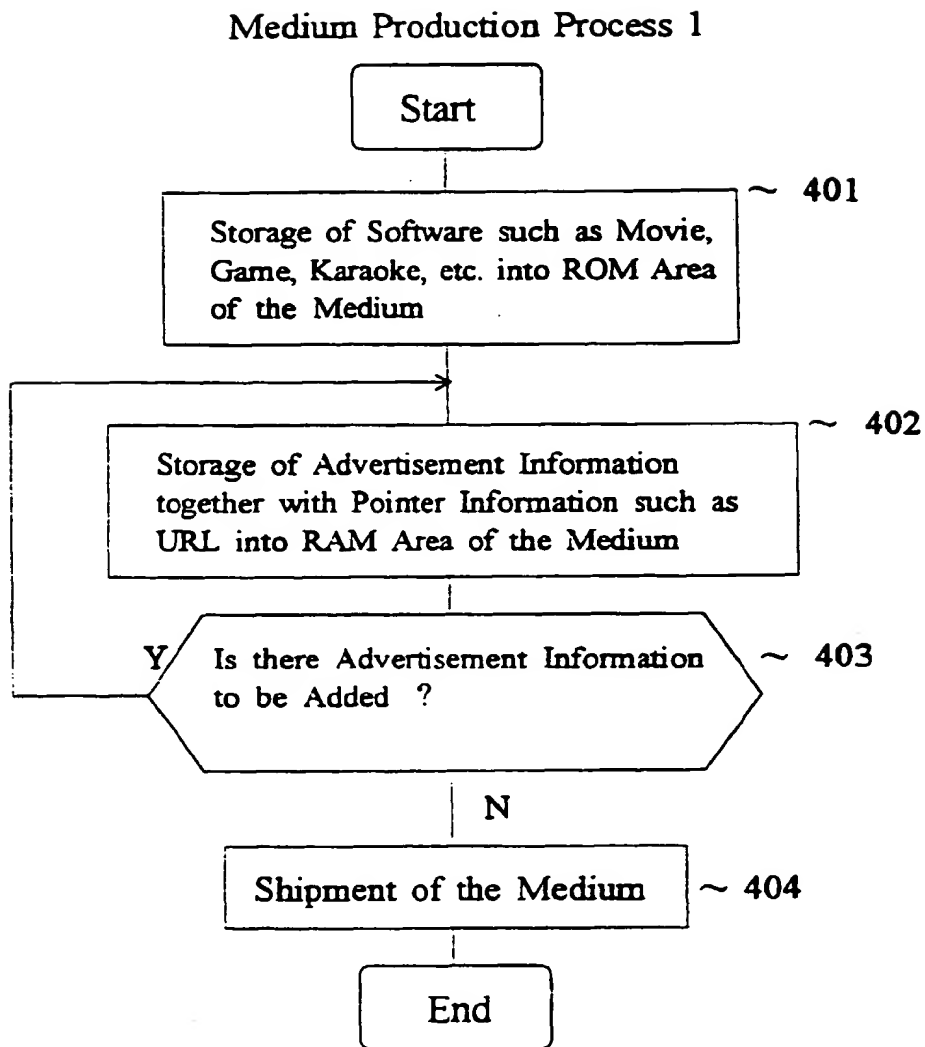 Medium Production Process 1
Start
~ 401
Storage of Software such as Movie,
Game, Karaoke, etc. into ROM Area
of the Medium
~ 402
Storage of Advertisement Information
together with Pointer Information such as
URL into RAM Area of the Medium
Y
Is there Advertisement Information
to be Added ?
~ 403
N
Shipment of the Medium
~ 404
End